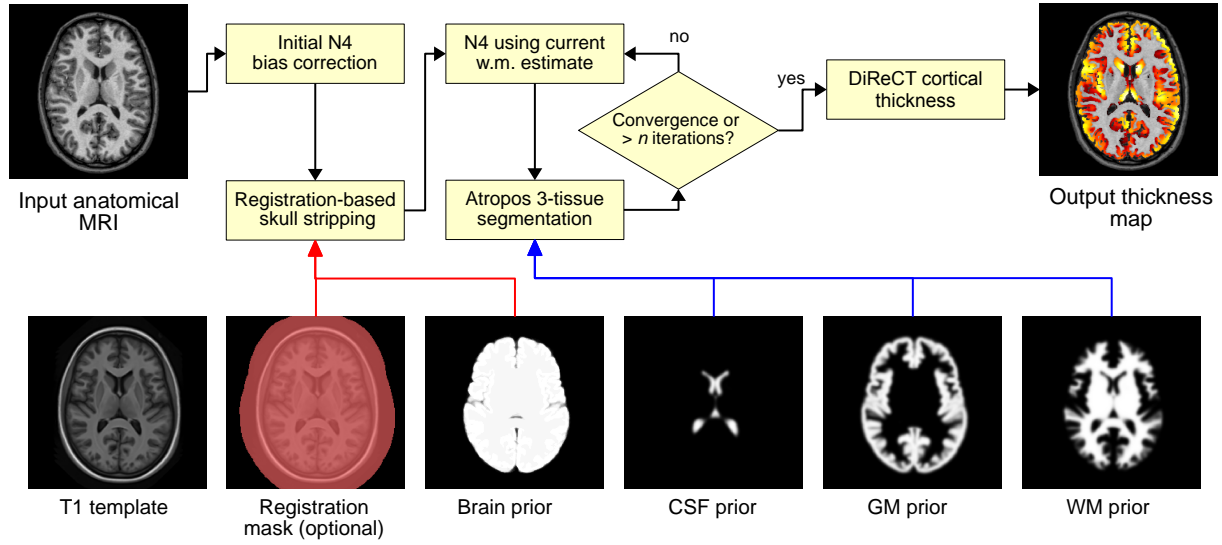 Initial N4
bias correction
N4 using current
w.m. estimate
no
yes
DiReCT cortical
thickness
Convergence or
> n iterations?
Registration-based
skull stripping
Atropos 3-tissue
segmentation
Input anatomical
MRI
Output thickness
map
T1 template
Registration
mask (optional)
Brain prior
CSF prior
GM prior
WM prior